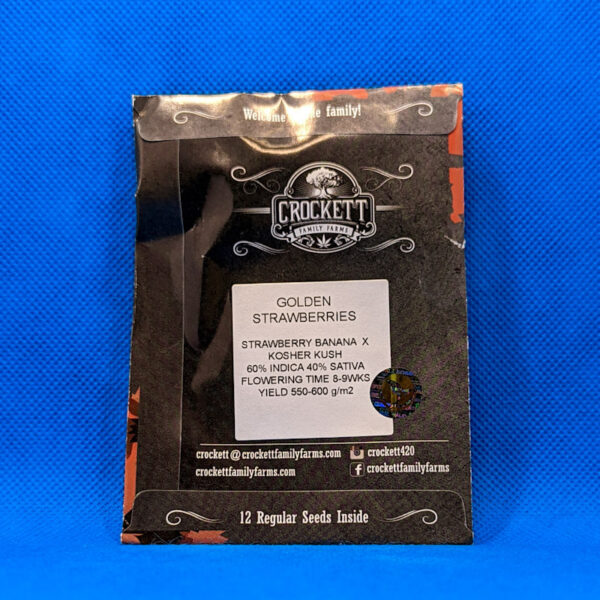 Welcome
family!
CROCKETT
FAMILY FARMS
GOLDEN
STRAWBERRIES
STRAWBERRY BANANA X
KOSHER KUSH
60% INDICA 40% SATIVA
FLOWERING TIME 8-9WKS
YIELD 550-600 g/m2
crockett@crockettfamilyfarms.com crockett420
crockettfamilyfarms.com crockettfamilyfarms
12 Regular Seeds Inside